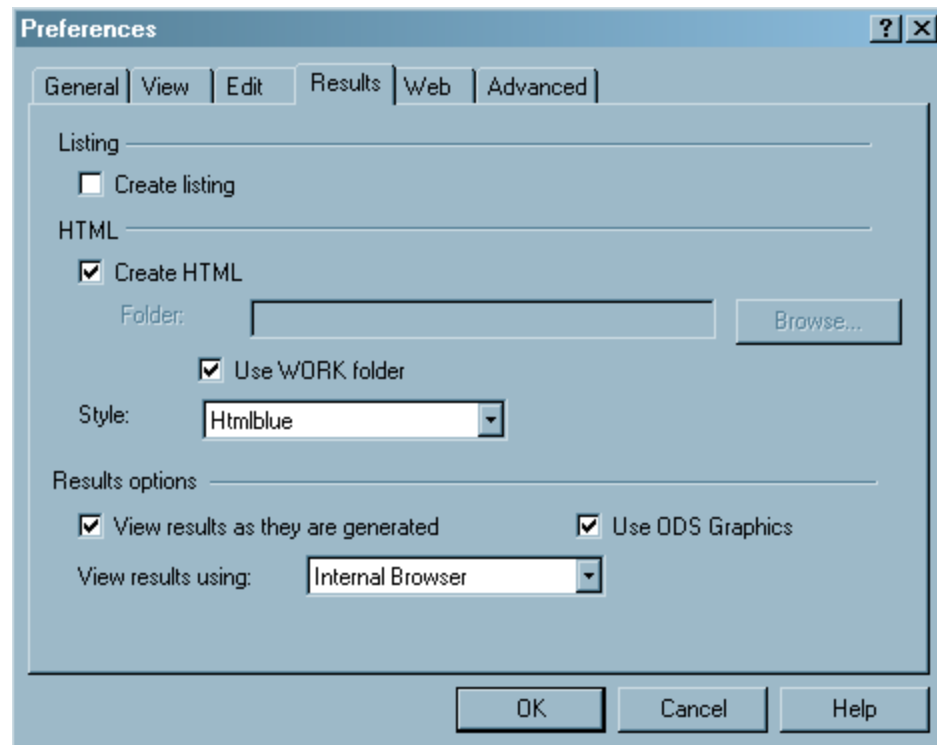 Preferences
General View Edit Results Web Advanced
Listing
Create listing
HTML
Create HTML
Folder: Browse...
Use WORK folder
Style: Htmlblue
Results options
View results as they are generated Use ODS Graphics
View results using: Internal Browser
OK Cancel Help